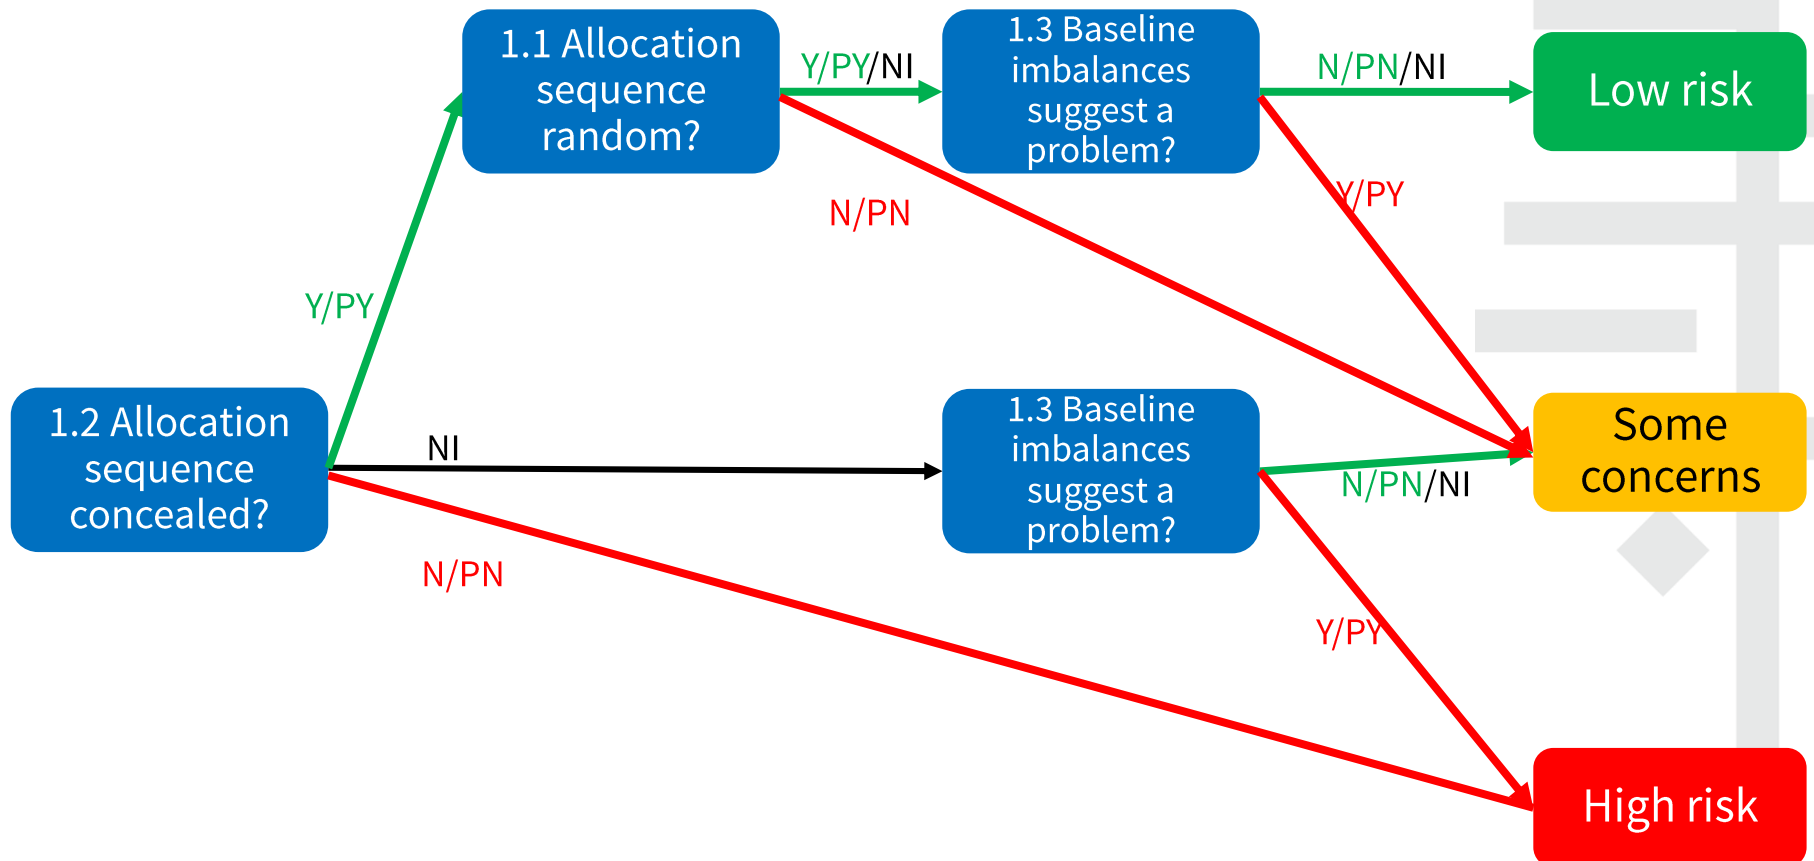 1.1 Allocation
sequence
random?
Y/PY/NI
1.3 Baseline
imbalances
suggest a
problem?
N/PN/NI
Low risk
Y/PY
N/PN
Y/PY
1.2 Allocation
sequence
concealed?
NI
1.3 Baseline
imbalances
suggest a
problem?
N/PN/NI
Some
concerns
N/PN
Y/PY
High risk